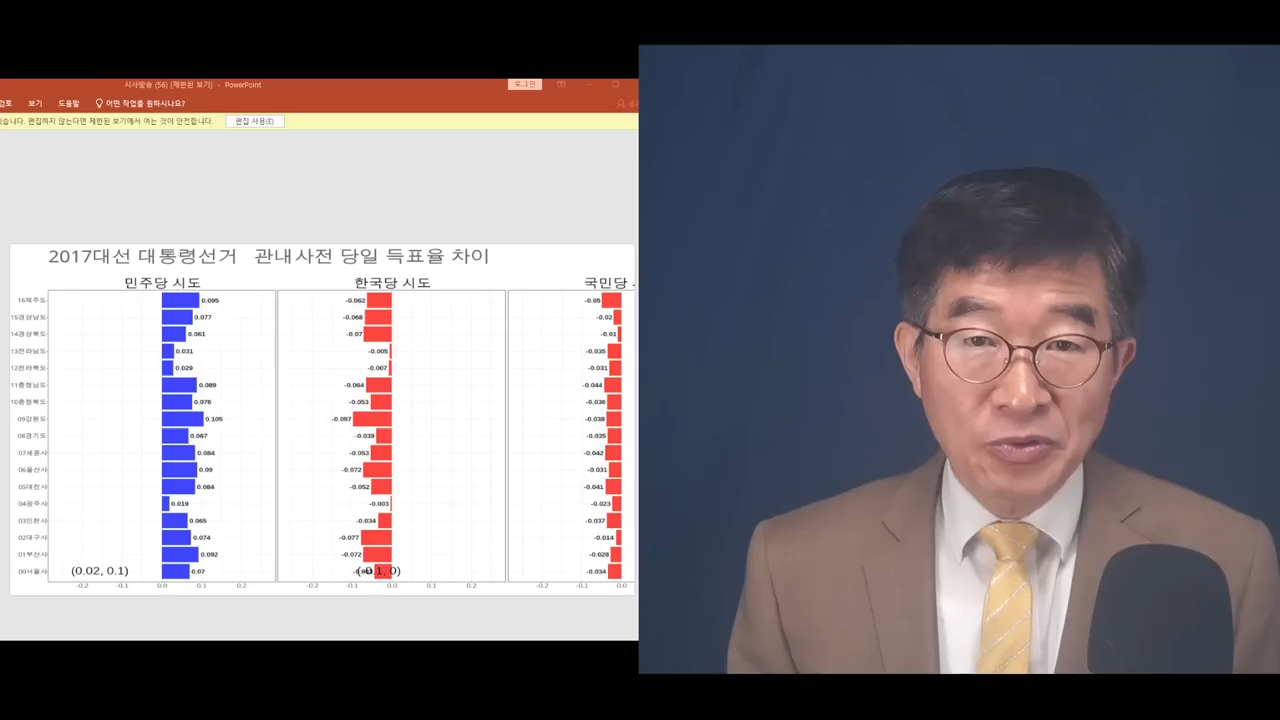 시사방송 (56) [제한된 보기] - PowerPoint
로그인
검토 보기 도움말 어떤 작업을 원하시나요?
있습니다. 편집하지 않는다면 제한된 보기에서 여는 것이 안전합니다. 편집 사용(E)
2017대선 대통령선거 관내사전 당일 득표율 차이
민주당 시도 한국당 시도 국민당
16제주도 0.095 -0.062 -0.05
15경상남도 0.077 -0.068 -0.02
14경상북도 0.061 -0.07 -0.01
13전라남도 0.031 -0.005 -0.035
12전라북도 0.029 -0.007 -0.031
11충청남도 0.089 -0.064 -0.044
10충청북도 0.076 -0.053 -0.036
09강원도 0.105 -0.097 -0.038
08경기도 0.067 -0.039 -0.035
07세종시 0.084 -0.053 -0.042
06울산시 0.09 -0.072 -0.031
05대전시 0.084 -0.052 -0.041
04광주시 0.019 -0.003 -0.023
03인천시 0.065 -0.034 -0.037
02대구시 0.074 -0.077 -0.014
01부산시 0.092 -0.072 -0.028
00서울시 (0.02, 0.1) 0.07 (-0.1, 0) -0.034
-0.2 -0.1 0.0 0.1 0.2 -0.2 -0.1 0.0 0.1 0.2 -0.2 -0.1 0.0